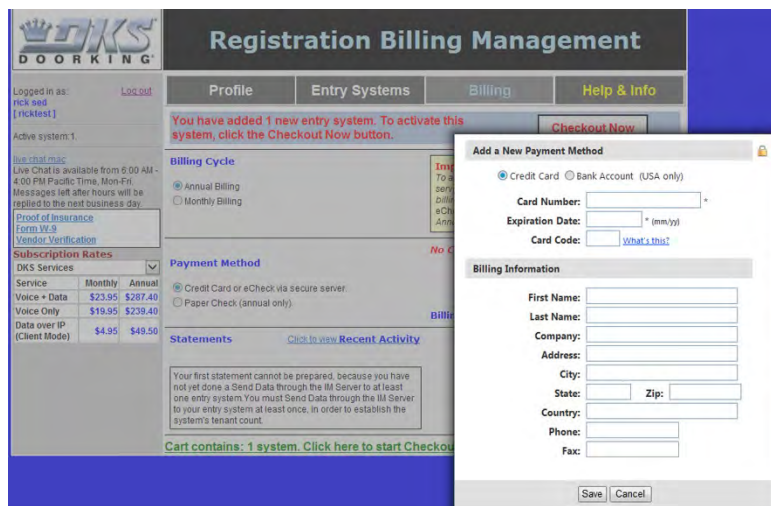 DKS
DOORKING®
Registration Billing Management
Logged in as: Log out
rick sed
[ ricktest ]
Active system:1.
live chat mac
Live Chat is available from 6:00 AM -
4:00 PM Pacific Time, Mon-Fri.
Messages left after hours will be
replied to the next business day.
Proof of Insurance
Form W-9
Vendor Verification
Subscription Rates
DKS Services
Service Monthly Annual
Voice + Data $23.95 $287.40
Voice Only $19.95 $239.40
Data over IP
(Client Mode) $4.95 $49.50
Profile Entry Systems Billing Help & Info
You have added 1 new entry system. To activate this
system, click the Checkout Now button.
Checkout Now
Billing Cycle
Annual Billing
Monthly Billing
No C
Payment Method
Credit Card or eCheck via secure server.
Paper Check (annual only)
Billin
Statements Click to view Recent Activity
Your first statement cannot be prepared, because you have
not yet done a Send Data through the IM Server to at least
one entry system. You must Send Data through the IM Server
to your entry system at least once, in order to establish the
system's tenant count.
Cart contains: 1 system. Click here to start Checkou
Add a New Payment Method
Credit Card Bank Account (USA only)
Card Number: *
Expiration Date: * (mm/yy)
Card Code: What's this?
Billing Information
First Name:
Last Name:
Company:
Address:
City:
State: Zip:
Country:
Phone:
Fax:
Save Cancel